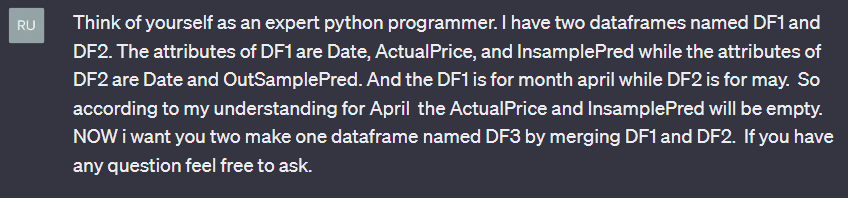 RU
Think of yourself as an expert python programmer. I have two dataframes named DF1 and
DF2. The attributes of DF1 are Date, ActualPrice, and InsamplePred while the attributes of
DF2 are Date and OutSamplePred. And the DF1 is for month april while DF2 is for may.  So
according to my understanding for April  the ActualPrice and InsamplePred will be empty.
NOW i want you two make one dataframe named DF3 by merging DF1 and DF2.  If you have
any question feel free to ask.